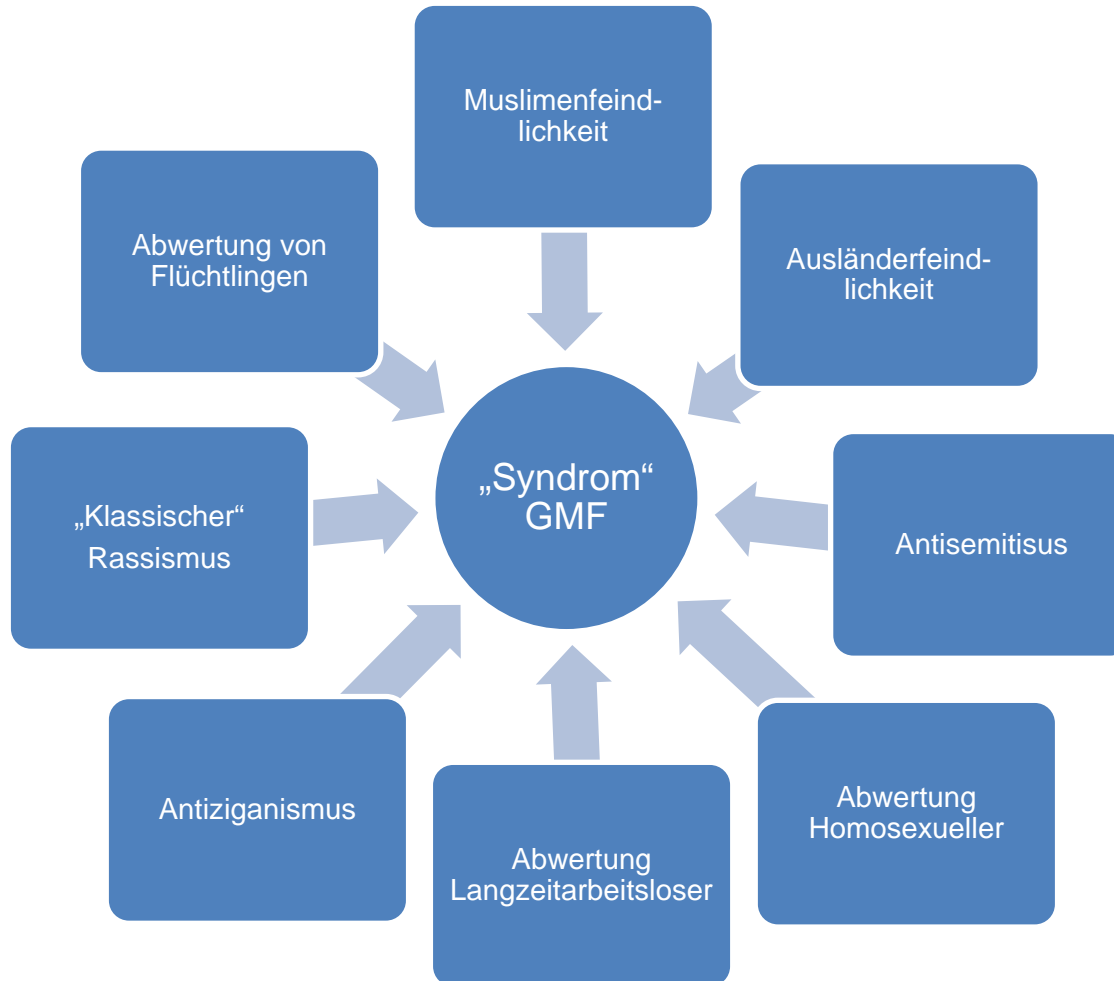 Muslimenfeind-
lichkeit
Abwertung von
Flüchtlingen
Ausländerfeind-
lichkeit
„Syndrom“
GMF
„Klassischer“
Rassismus
Antisemitisus
Antiziganismus
Abwertung
Homosexueller
Abwertung
Langzeitarbeitsloser